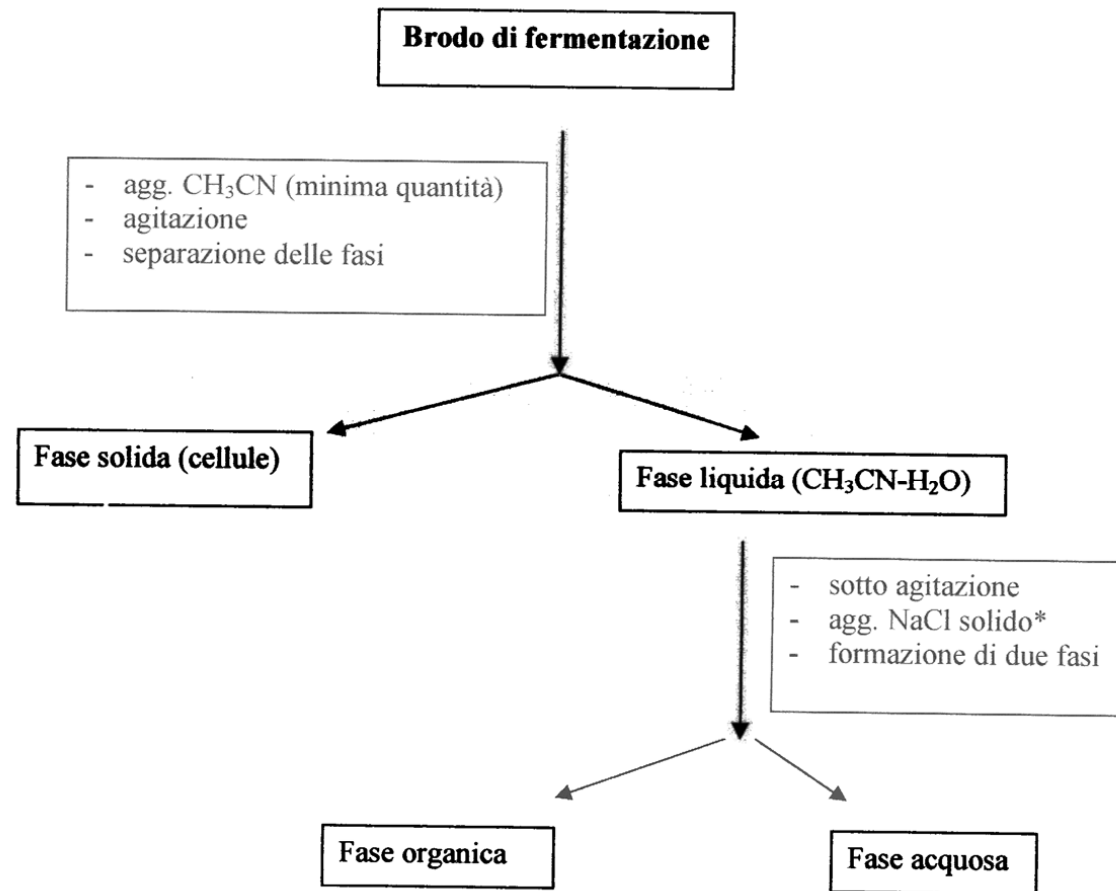 Brodo di fermentazione
- agg. CH₃CN (minima quantità)
- agitazione
- separazione delle fasi
Fase solida (cellule)
Fase liquida (CH₃CN-H₂O)
- sotto agitazione
- agg. NaCl solido*
- formazione di due fasi
Fase organica
Fase acquosa